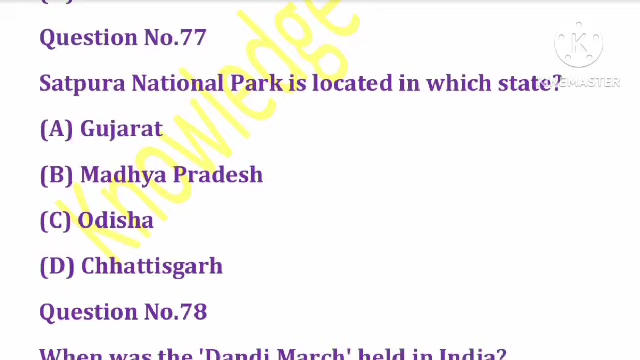 Question No.77
Satpura National Park is located in which state?
(A) Gujarat
(B) Madhya Pradesh
(C) Odisha
(D) Chhattisgarh
Question No.78
When was the 'Dandi March' held in India?
Knowledge
K
KINEMASTER